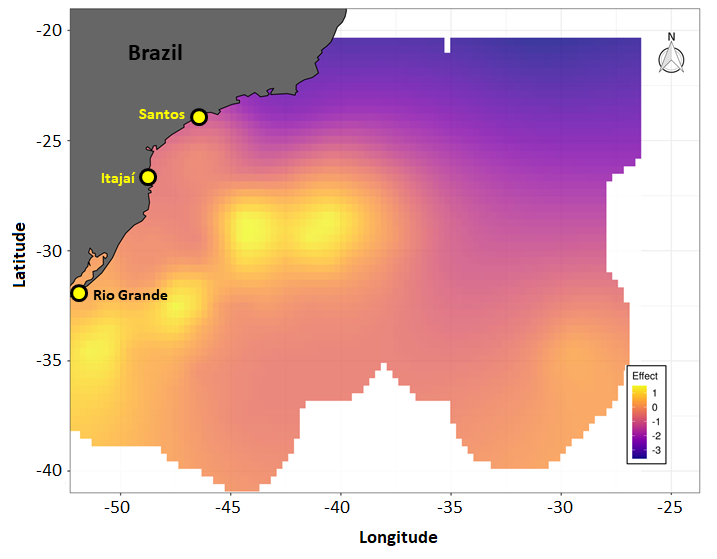 -20
-25
-30
-35
-40
Latitude
Brazil
Santos
Itajaí
Rio Grande
N
Effect
1
0
-1
-2
-3
-50
-45
-40
-35
-30
-25
Longitude